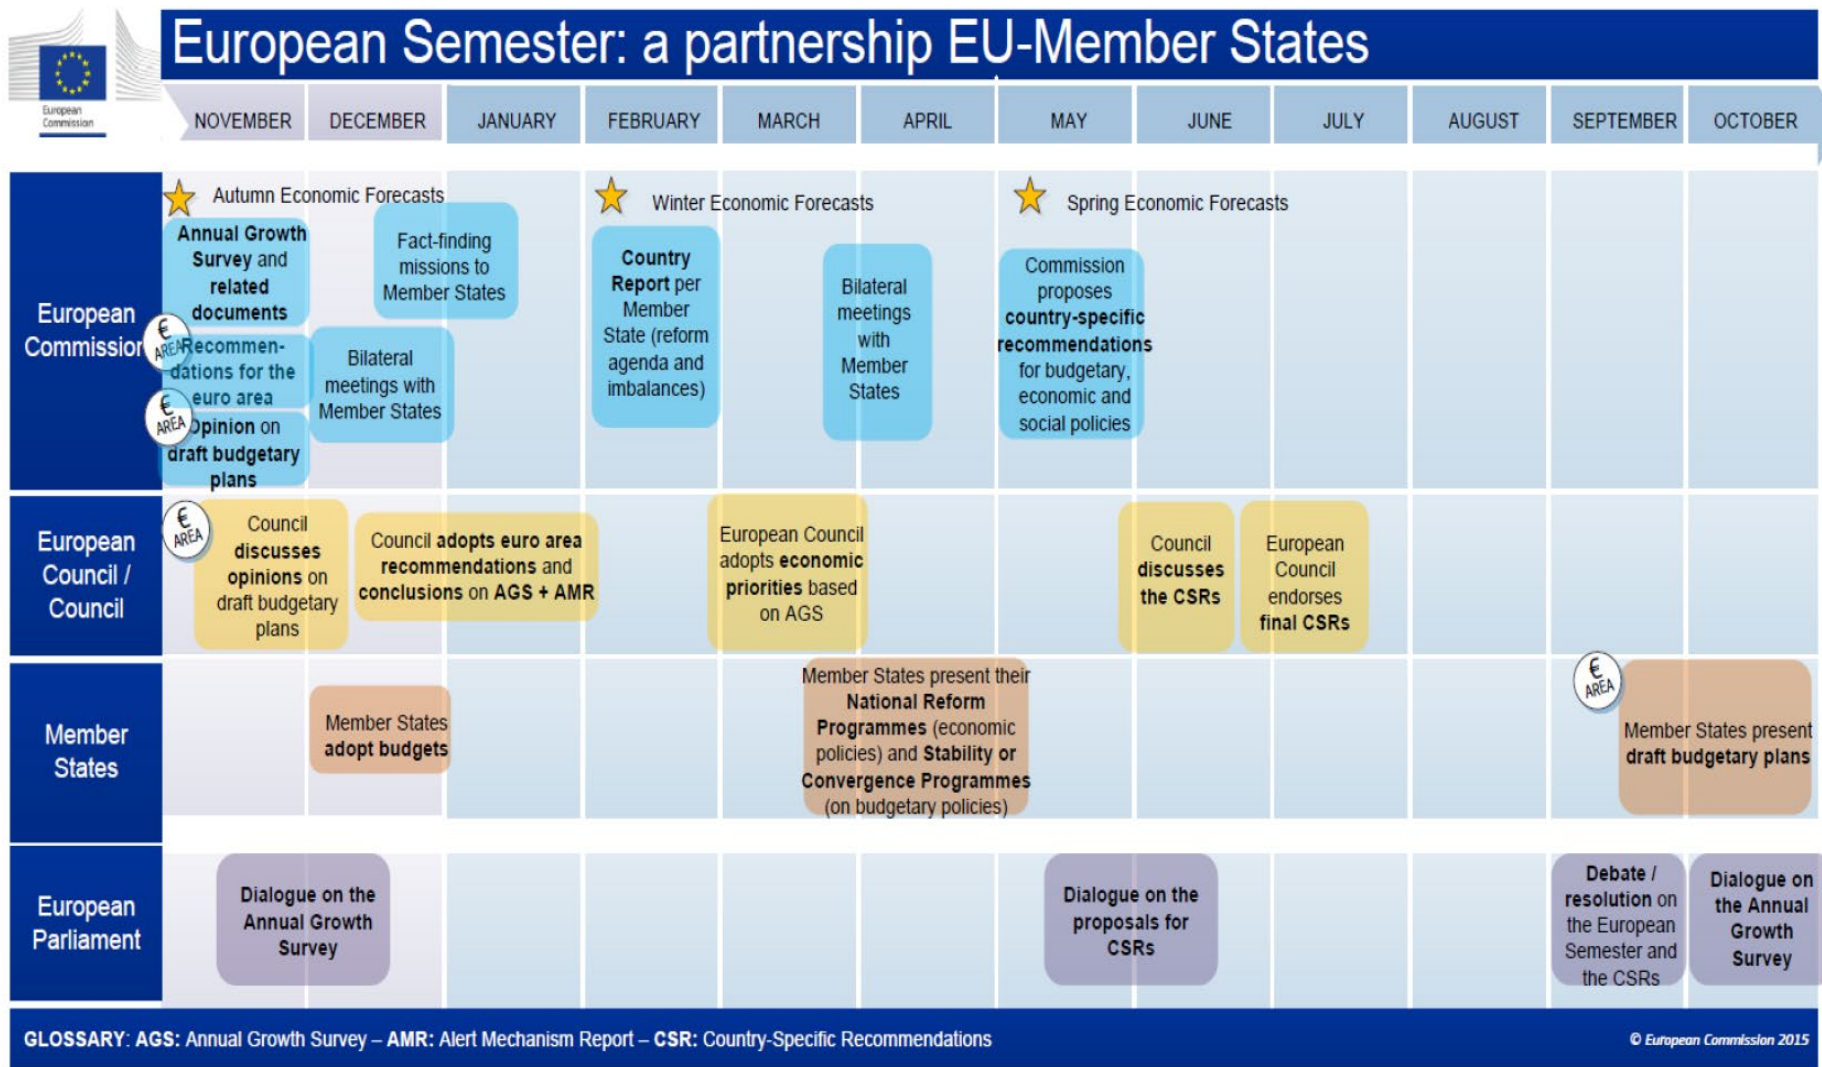 European Semester: a partnership EU-Member States
European
Commission
NOVEMBER
DECEMBER
JANUARY
FEBRUARY
MARCH
APRIL
MAY
JUNE
JULY
AUGUST
SEPTEMBER
OCTOBER
European
Commission
Autumn Economic Forecasts
Winter Economic Forecasts
Spring Economic Forecasts
Annual Growth
Survey and
related
documents
€
AREA
Recommen-
dations for the
euro area
€
AREA
Opinion on
draft budgetary
plans
Fact-finding
missions to
Member States
Bilateral
meetings with
Member States
Country
Report per
Member
State (reform
agenda and
imbalances)
Bilateral
meetings
with
Member
States
Commission
proposes
country-specific
recommendations
for budgetary,
economic and
social policies
European
Council /
Council
€
AREA
Council
discusses
opinions on
draft budgetary
plans
Council adopts euro area
recommendations and
conclusions on AGS + AMR
European Council
adopts economic
priorities based
on AGS
Council
discusses
the CSRs
European
Council
endorses
final CSRs
Member
States
Member States
adopt budgets
Member States present their
National Reform
Programmes (economic
policies) and Stability or
Convergence Programmes
(on budgetary policies)
€
AREA
Member States present
draft budgetary plans
European
Parliament
Dialogue on the
Annual Growth
Survey
Dialogue on the
proposals for
CSRs
Debate /
resolution on
the European
Semester and
the CSRs
Dialogue on
the Annual
Growth
Survey
GLOSSARY: AGS: Annual Growth Survey – AMR: Alert Mechanism Report – CSR: Country-Specific Recommendations
© European Commission 2015